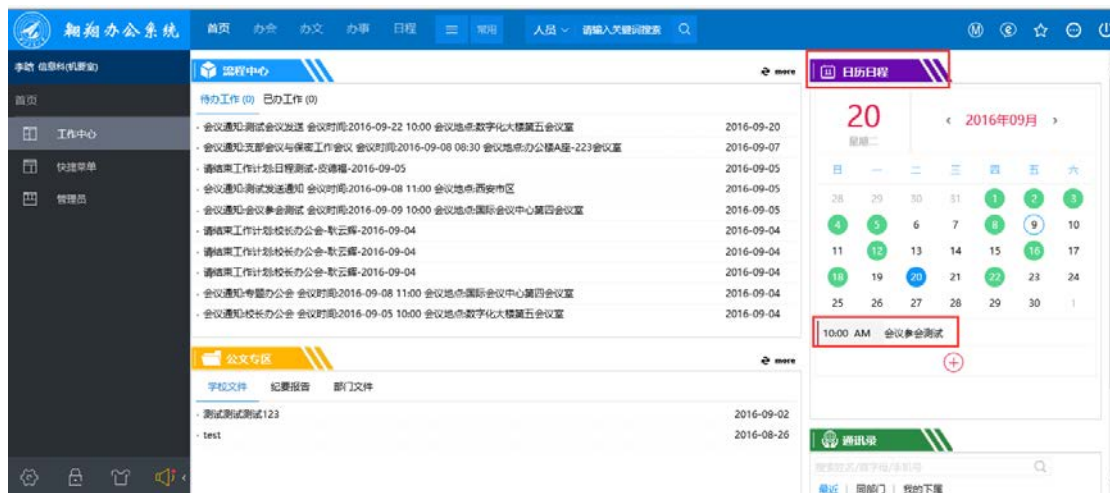 翱翔办公系统
首页 办会 办文 办事 日程 常用 人员 请输入关键词搜索
李晗 信息科(机要室)
首页
工作中心
快捷菜单
管理员
流程中心 more
待办工作 (0) 已办工作 (0)
会议通知:测试会议发送 会议时间:2016-09-22 10:00 会议地点:数字化大楼第五会议室 2016-09-20
会议通知:支部会议与保密工作会议 会议时间:2016-09-08 08:30 会议地点:办公楼A座-223会议室 2016-09-07
请结束工作计划:日程测试-皮德福-2016-09-05 2016-09-05
会议通知:测试发送通知 会议时间:2016-09-08 11:00 会议地点:西安市区 2016-09-05
会议通知:会议参会测试 会议时间:2016-09-09 10:00 会议地点:国际会议中心第四会议室 2016-09-05
请结束工作计划:校长办公会-耿云辉-2016-09-04 2016-09-04
请结束工作计划:校长办公会-耿云辉-2016-09-04 2016-09-04
请结束工作计划:校长办公会-耿云辉-2016-09-04 2016-09-04
会议通知:专题办公会 会议时间:2016-09-08 11:00 会议地点:国际会议中心第四会议室 2016-09-04
会议通知:校长办公会 会议时间:2016-09-05 10:00 会议地点:数字化大楼第五会议室 2016-09-04
公文专区 more
学校文件 纪要报告 部门文件
测试测试测试123 2016-09-02
test 2016-08-26
日历日程
20 2016年09月
星期二
日 一 二 三 四 五 六
28 29 30 31 1 2 3
4 5 6 7 8 9 10
11 12 13 14 15 16 17
18 19 20 21 22 23 24
25 26 27 28 29 30 1
10:00 AM 会议参会测试
通讯录
搜索姓名/首字母/手机号
最近 | 同部门 | 我的下属